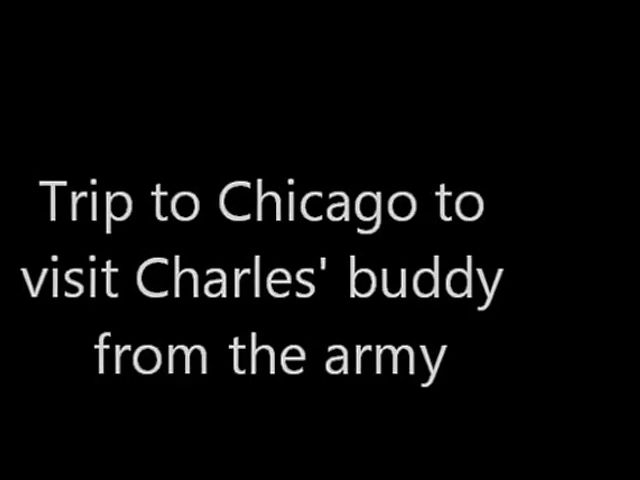 Trip to Chicago to
visit Charles' buddy
from the army